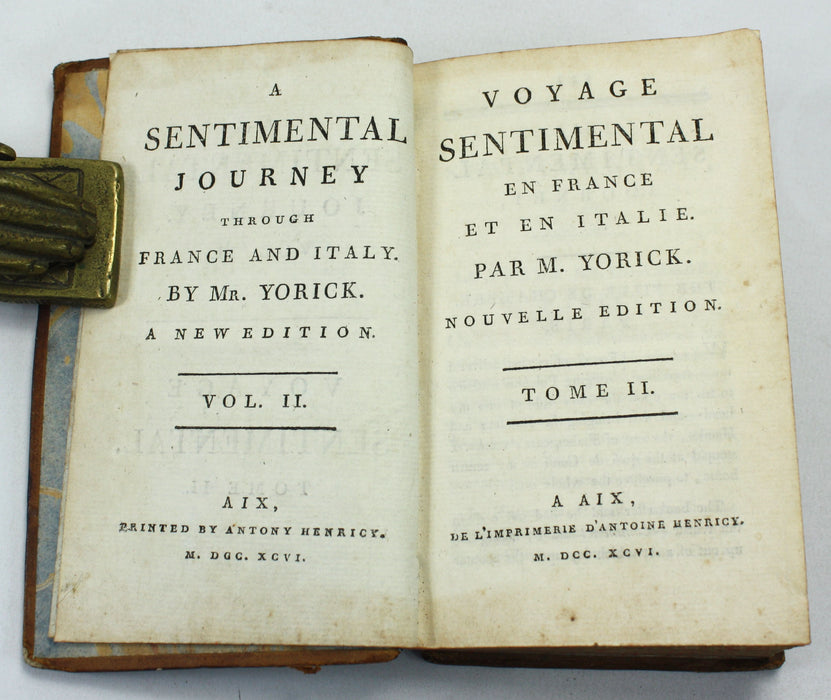 A
SENTIMENTAL
JOURNEY
THROUGH
FRANCE AND ITALY.
BY MR. YORICK.
A NEW EDITION.
VOL. II.
AIX,
PRINTED BY ANTONY HENRICY.
M. DCC. XCVI.
VOYAGE
SENTIMENTAL
EN FRANCE
ET EN ITALIE.
PAR M. YORICK.
NOUVELLE EDITION.
TOME II.
A AIX,
DE L'IMPRIMERIE D'ANTOINE HENRICY.
M. DCC. XCVI.